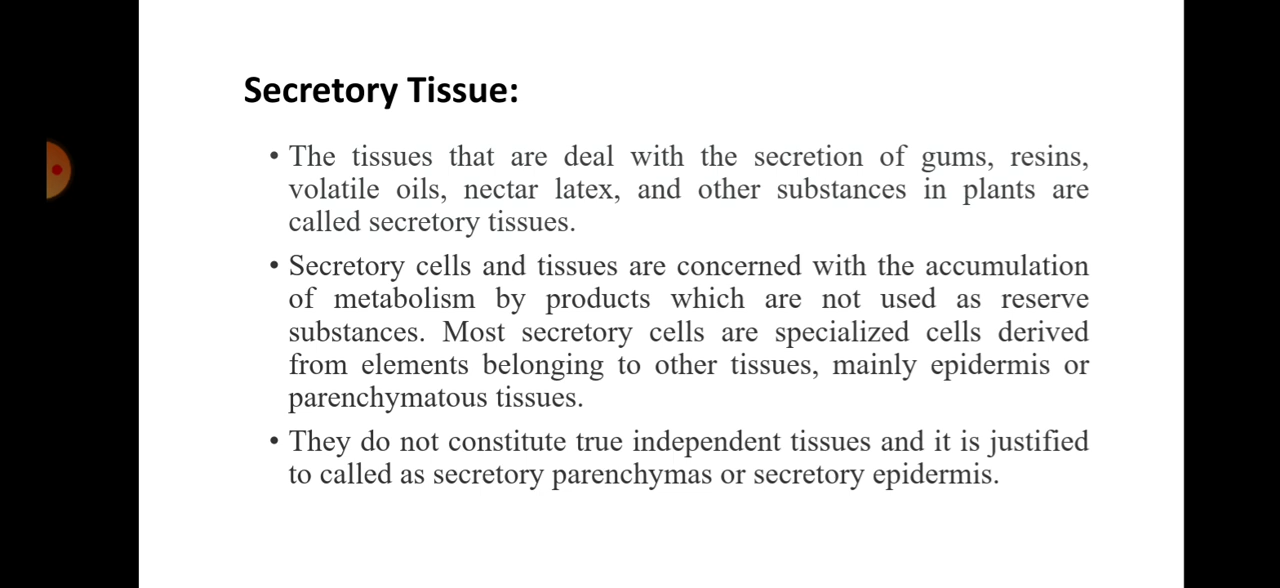 Secretory Tissue:
• The tissues that are deal with the secretion of gums, resins,
volatile oils, nectar latex, and other substances in plants are
called secretory tissues.
• Secretory cells and tissues are concerned with the accumulation
of metabolism by products which are not used as reserve
substances. Most secretory cells are specialized cells derived
from elements belonging to other tissues, mainly epidermis or
parenchymatous tissues.
• They do not constitute true independent tissues and it is justified
to called as secretory parenchymas or secretory epidermis.